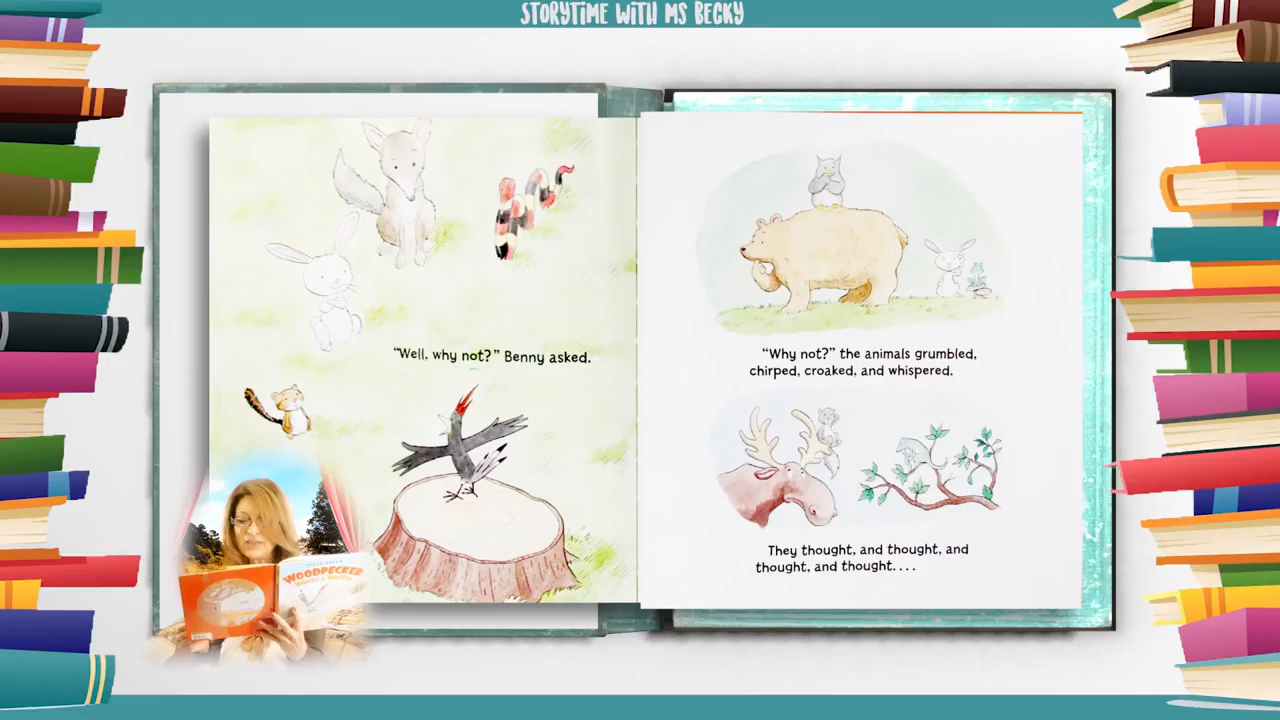 STORYTIME WITH MS BECKY
"Well, why not?" Benny asked.
"Why not?" the animals grumbled,
chirped, croaked, and whispered.
They thought, and thought, and
thought, and thought. . . .
WOODPECKER